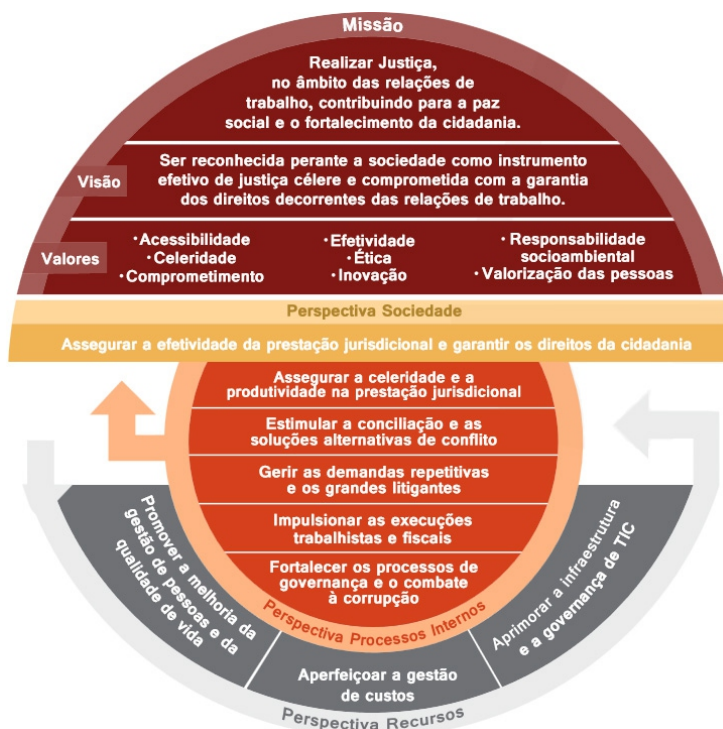 Missão
Realizar Justiça,
no âmbito das relações de
trabalho, contribuindo para a paz
social e o fortalecimento da cidadania.
Visão
Ser reconhecida perante a sociedade como instrumento
efetivo de justiça célere e comprometida com a garantia
dos direitos decorrentes das relações de trabalho.
Valores
• Acessibilidade
• Celeridade
• Comprometimento
• Efetividade
• Ética
• Inovação
• Responsabilidade
socioambiental
• Valorização das pessoas
Perspectiva Sociedade
Assegurar a efetividade da prestação jurisdicional e garantir os direitos da cidadania
Assegurar a celeridade e a
produtividade na prestação jurisdicional
Estimular a conciliação e as
soluções alternativas de conflito
Gerir as demandas repetitivas
e os grandes litigantes
Impulsionar as execuções
trabalhistas e fiscais
Fortalecer os processos de
governança e o combate
à corrupção
Perspectiva Processos Internos
Promover a melhoria da
gestão de pessoas e da
qualidade de vida
Aperfeiçoar a gestão
de custos
Aprimorar a infraestrutura
e a governança de TIC
Perspectiva Recursos